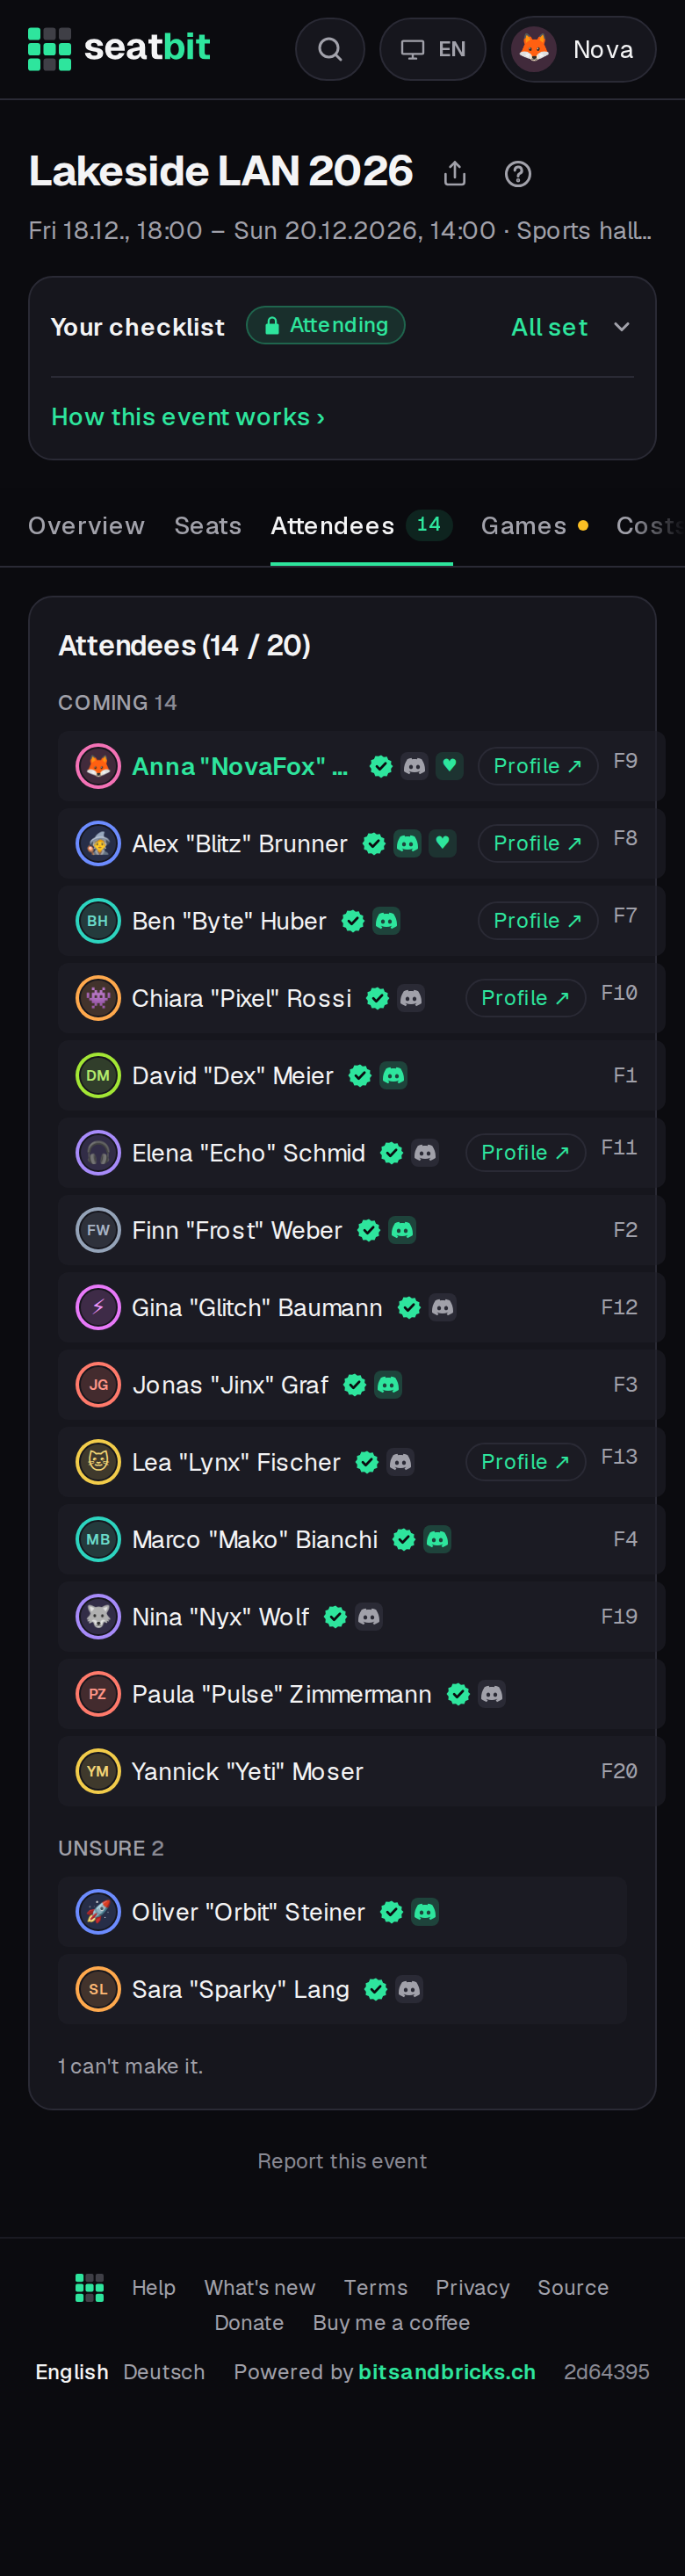 seatbit
EN
Nova
Lakeside LAN 2026
Fri 18.12., 18:00 – Sun 20.12.2026, 14:00 · Sports hall…
Your checklist Attending All set
How this event works ›
Overview Seats Attendees 14 Games Costs
Attendees (14 / 20)
COMING 14
Anna "NovaFox" … Profile ↗ F9
Alex "Blitz" Brunner Profile ↗ F8
BH Ben "Byte" Huber Profile ↗ F7
Chiara "Pixel" Rossi Profile ↗ F10
DM David "Dex" Meier F1
Elena "Echo" Schmid Profile ↗ F11
FW Finn "Frost" Weber F2
Gina "Glitch" Baumann F12
JG Jonas "Jinx" Graf F3
Lea "Lynx" Fischer Profile ↗ F13
MB Marco "Mako" Bianchi F4
Nina "Nyx" Wolf F19
PZ Paula "Pulse" Zimmermann
YM Yannick "Yeti" Moser F20
UNSURE 2
Oliver "Orbit" Steiner
SL Sara "Sparky" Lang
1 can't make it.
Report this event
Help What's new Terms Privacy Source
Donate Buy me a coffee
English Deutsch Powered by bitsandbricks.ch 2d64395